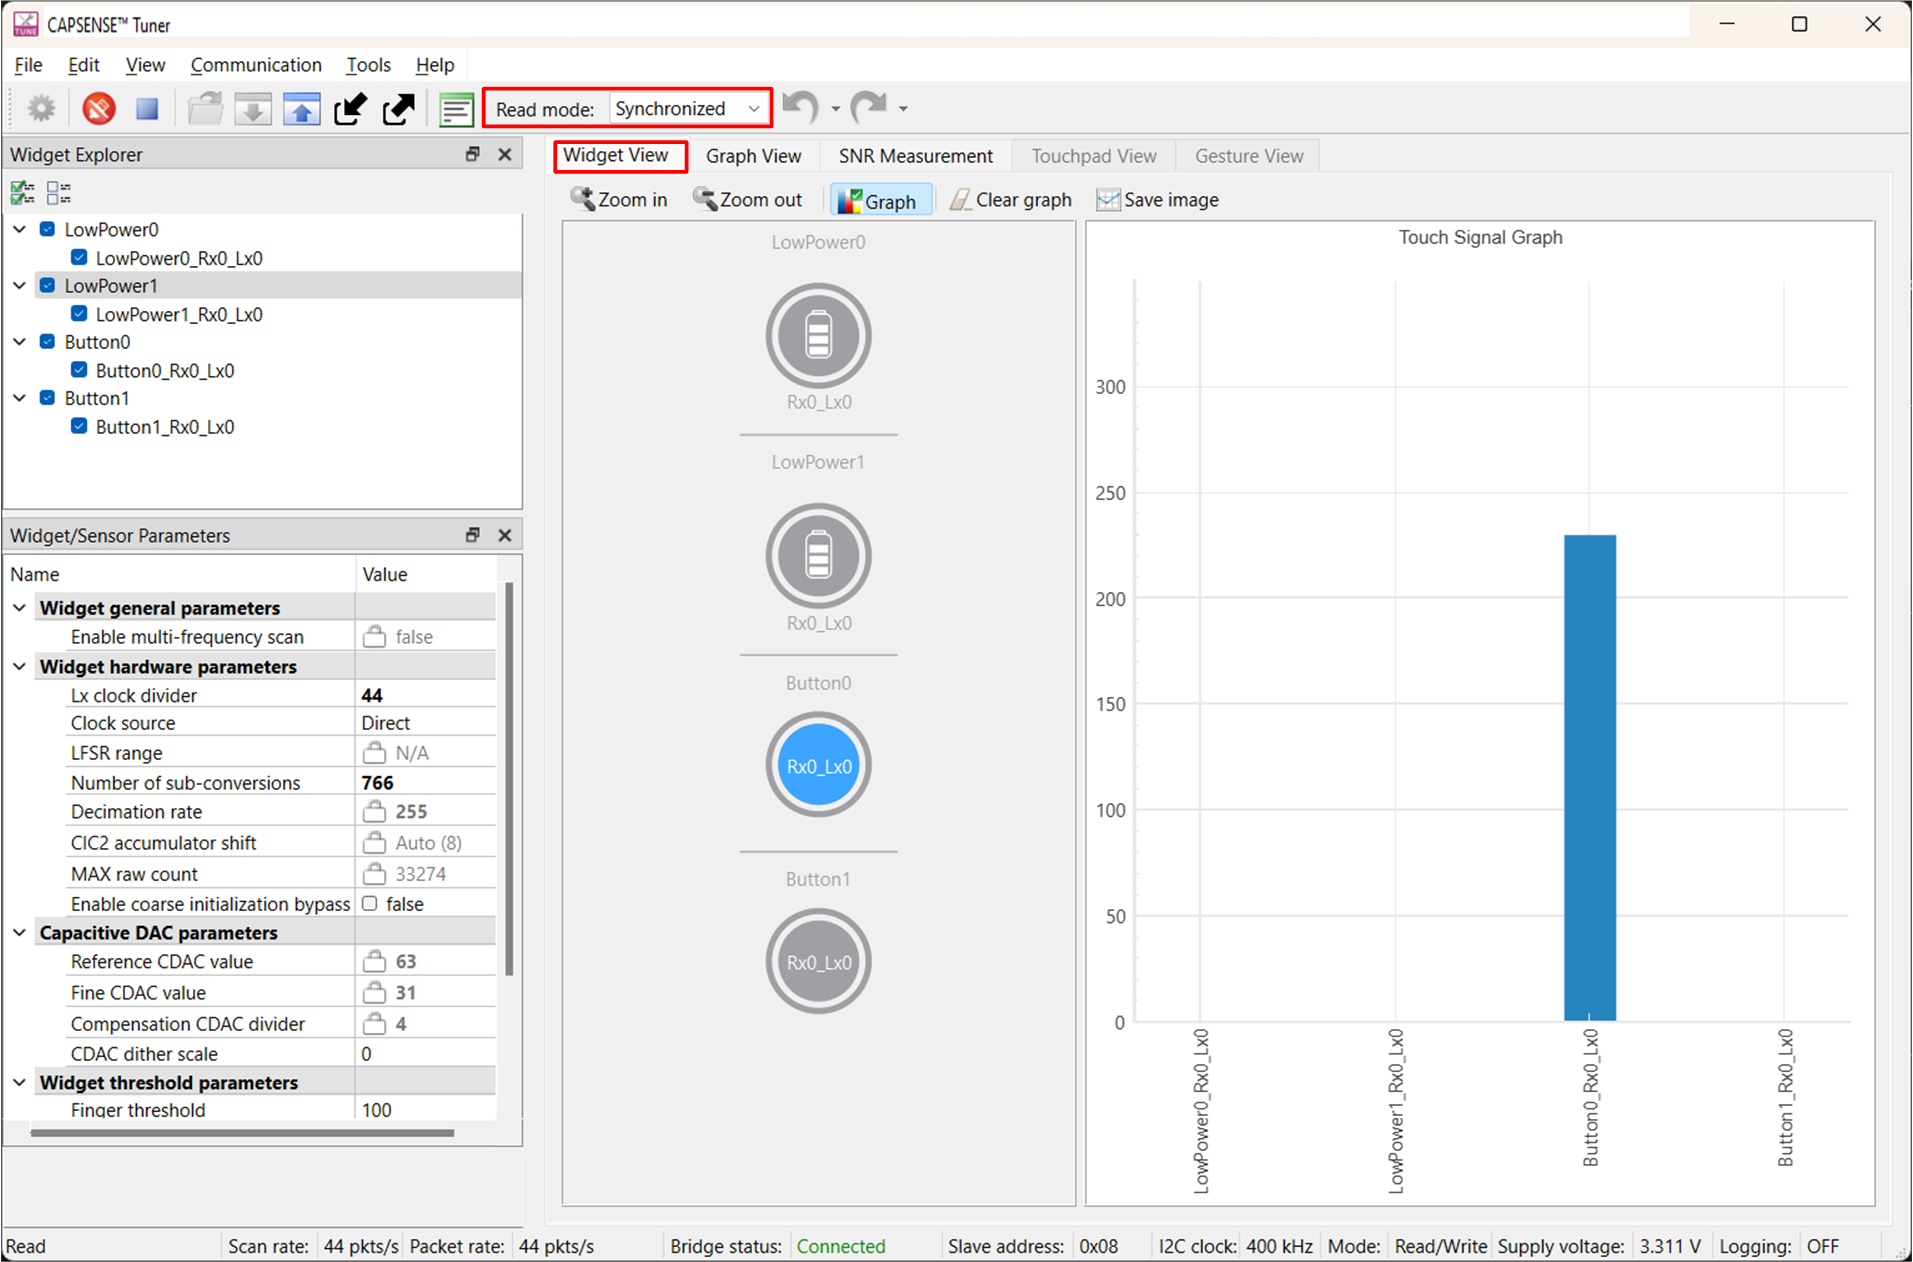 CAPSENSE™ Tuner
File Edit View Communication Tools Help
Read mode: Synchronized
Widget Explorer
LowPower0
LowPower0_Rx0_Lx0
LowPower1
LowPower1_Rx0_Lx0
Button0
Button0_Rx0_Lx0
Button1
Button1_Rx0_Lx0
Widget/Sensor Parameters
Name Value
Widget general parameters
Enable multi-frequency scan false
Widget hardware parameters
Lx clock divider 44
Clock source Direct
LFSR range N/A
Number of sub-conversions 766
Decimation rate 255
CIC2 accumulator shift Auto (8)
MAX raw count 33274
Enable coarse initialization bypass false
Capacitive DAC parameters
Reference CDAC value 63
Fine CDAC value 31
Compensation CDAC divider 4
CDAC dither scale 0
Widget threshold parameters
Finger threshold 100
Widget View Graph View SNR Measurement Touchpad View Gesture View
Zoom in Zoom out Graph Clear graph Save image
LowPower0
Rx0_Lx0
LowPower1
Rx0_Lx0
Button0
Rx0_Lx0
Button1
Rx0_Lx0
Touch Signal Graph
300
250
200
150
100
50
0
LowPower0_Rx0_Lx0
LowPower1_Rx0_Lx0
Button0_Rx0_Lx0
Button1_Rx0_Lx0
Read Scan rate: 44 pkts/s Packet rate: 44 pkts/s Bridge status: Connected Slave address: 0x08 I2C clock: 400 kHz Mode: Read/Write Supply voltage: 3.311 V Logging: OFF